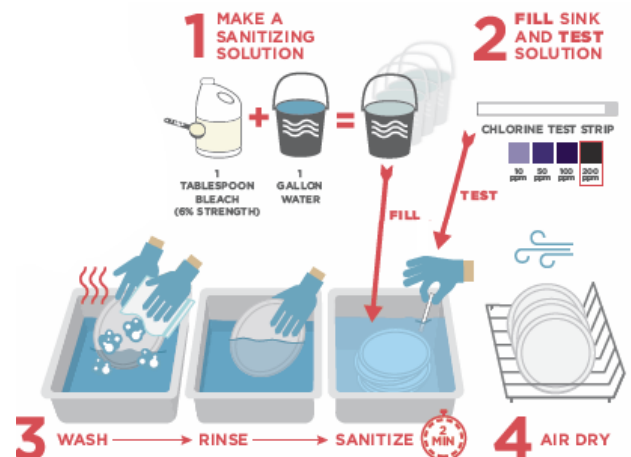 1 MAKE A
SANITIZING
SOLUTION
1
TABLESPOON
BLEACH
(6% STRENGTH)
+
1
GALLON
WATER
=
2 FILL SINK
AND TEST
SOLUTION
CHLORINE TEST STRIP
10 ppm 50 ppm 100 ppm 200 ppm
FILL
TEST
3 WASH RINSE SANITIZE 2 MIN
4 AIR DRY